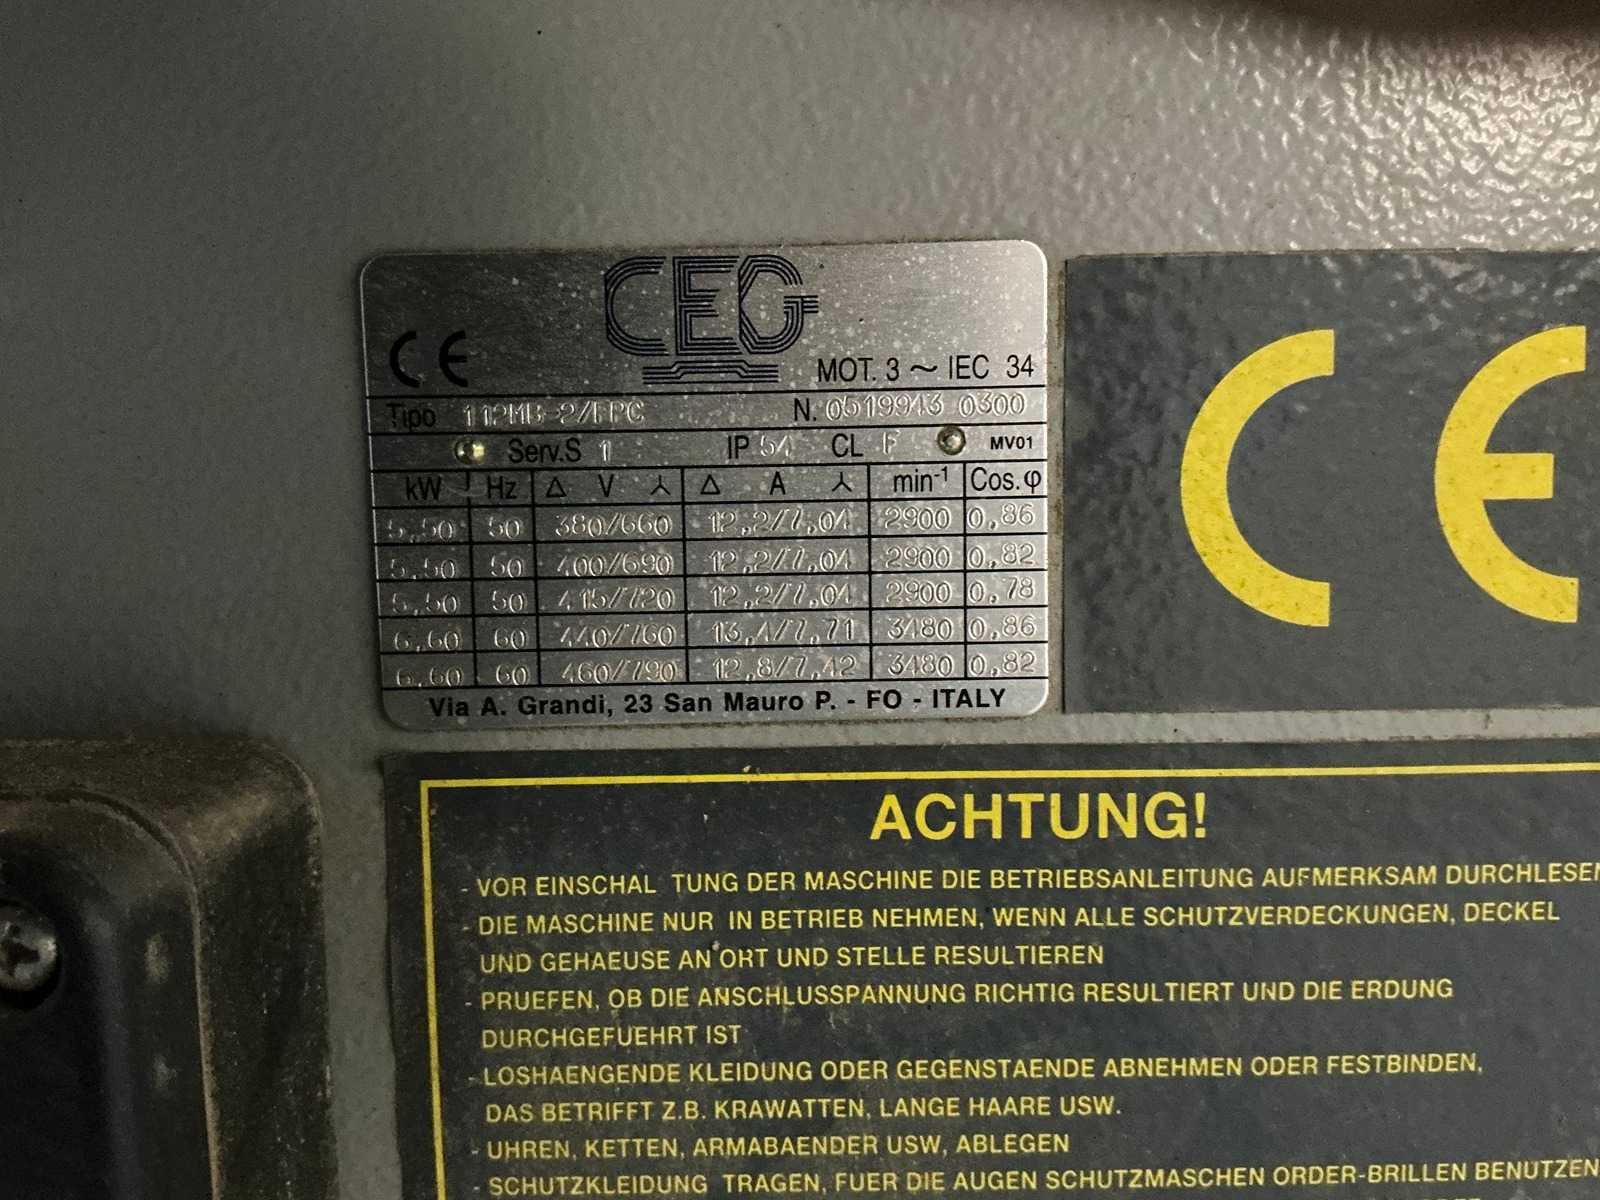 CEG
CE
MOT. 3 ~ IEC 34
Tipo 112MB-2/FPC N. 0519943 0300
Serv.S 1 IP 54 CL F MV01
kW Hz Δ V ⅄ Δ A ⅄ min-1 Cos.φ
5,50 50 380/660 12,2/7,04 2900 0,86
5,50 50 400/690 12,2/7,04 2900 0,82
5,50 50 415/720 12,2/7,04 2900 0,78
6,60 60 440/760 13,4/7,71 3480 0,86
6,60 60 460/790 12,8/7,42 3480 0,82
Via A. Grandi, 23 San Mauro P. - FO - ITALY
CE
ACHTUNG!
- VOR EINSCHAL TUNG DER MASCHINE DIE BETRIEBSANLEITUNG AUFMERKSAM DURCHLESEN
- DIE MASCHINE NUR IN BETRIEB NEHMEN, WENN ALLE SCHUTZVERDECKUNGEN, DECKEL
UND GEHAEUSE AN ORT UND STELLE RESULTIEREN
- PRUEFEN, OB DIE ANSCHLUSSPANNUNG RICHTIG RESULTIERT UND DIE ERDUNG
DURCHGEFUEHRT IST
- LOSHAENGENDE KLEIDUNG ODER GEGENSTAENDE ABNEHMEN ODER FESTBINDEN,
DAS BETRIFFT Z.B. KRAWATTEN, LANGE HAARE USW.
- UHREN, KETTEN, ARMABAENDER USW, ABLEGEN
- SCHUTZKLEIDUNG TRAGEN, FUER DIE AUGEN SCHUTZMASCHEN ORDER-BRILLEN BENUTZEN